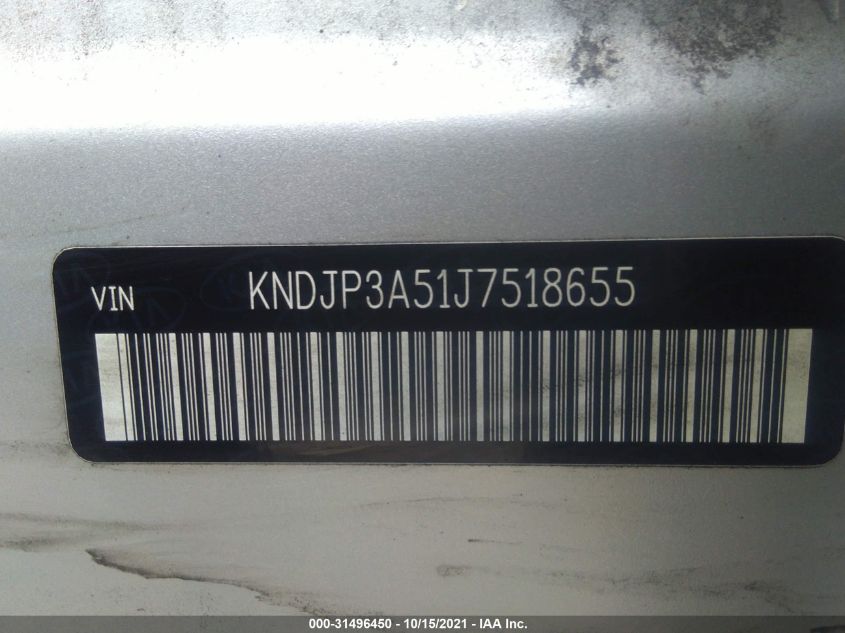 VIN KNDJP3A51J7518655
000-31496450 - 10/15/2021 - IAA Inc.